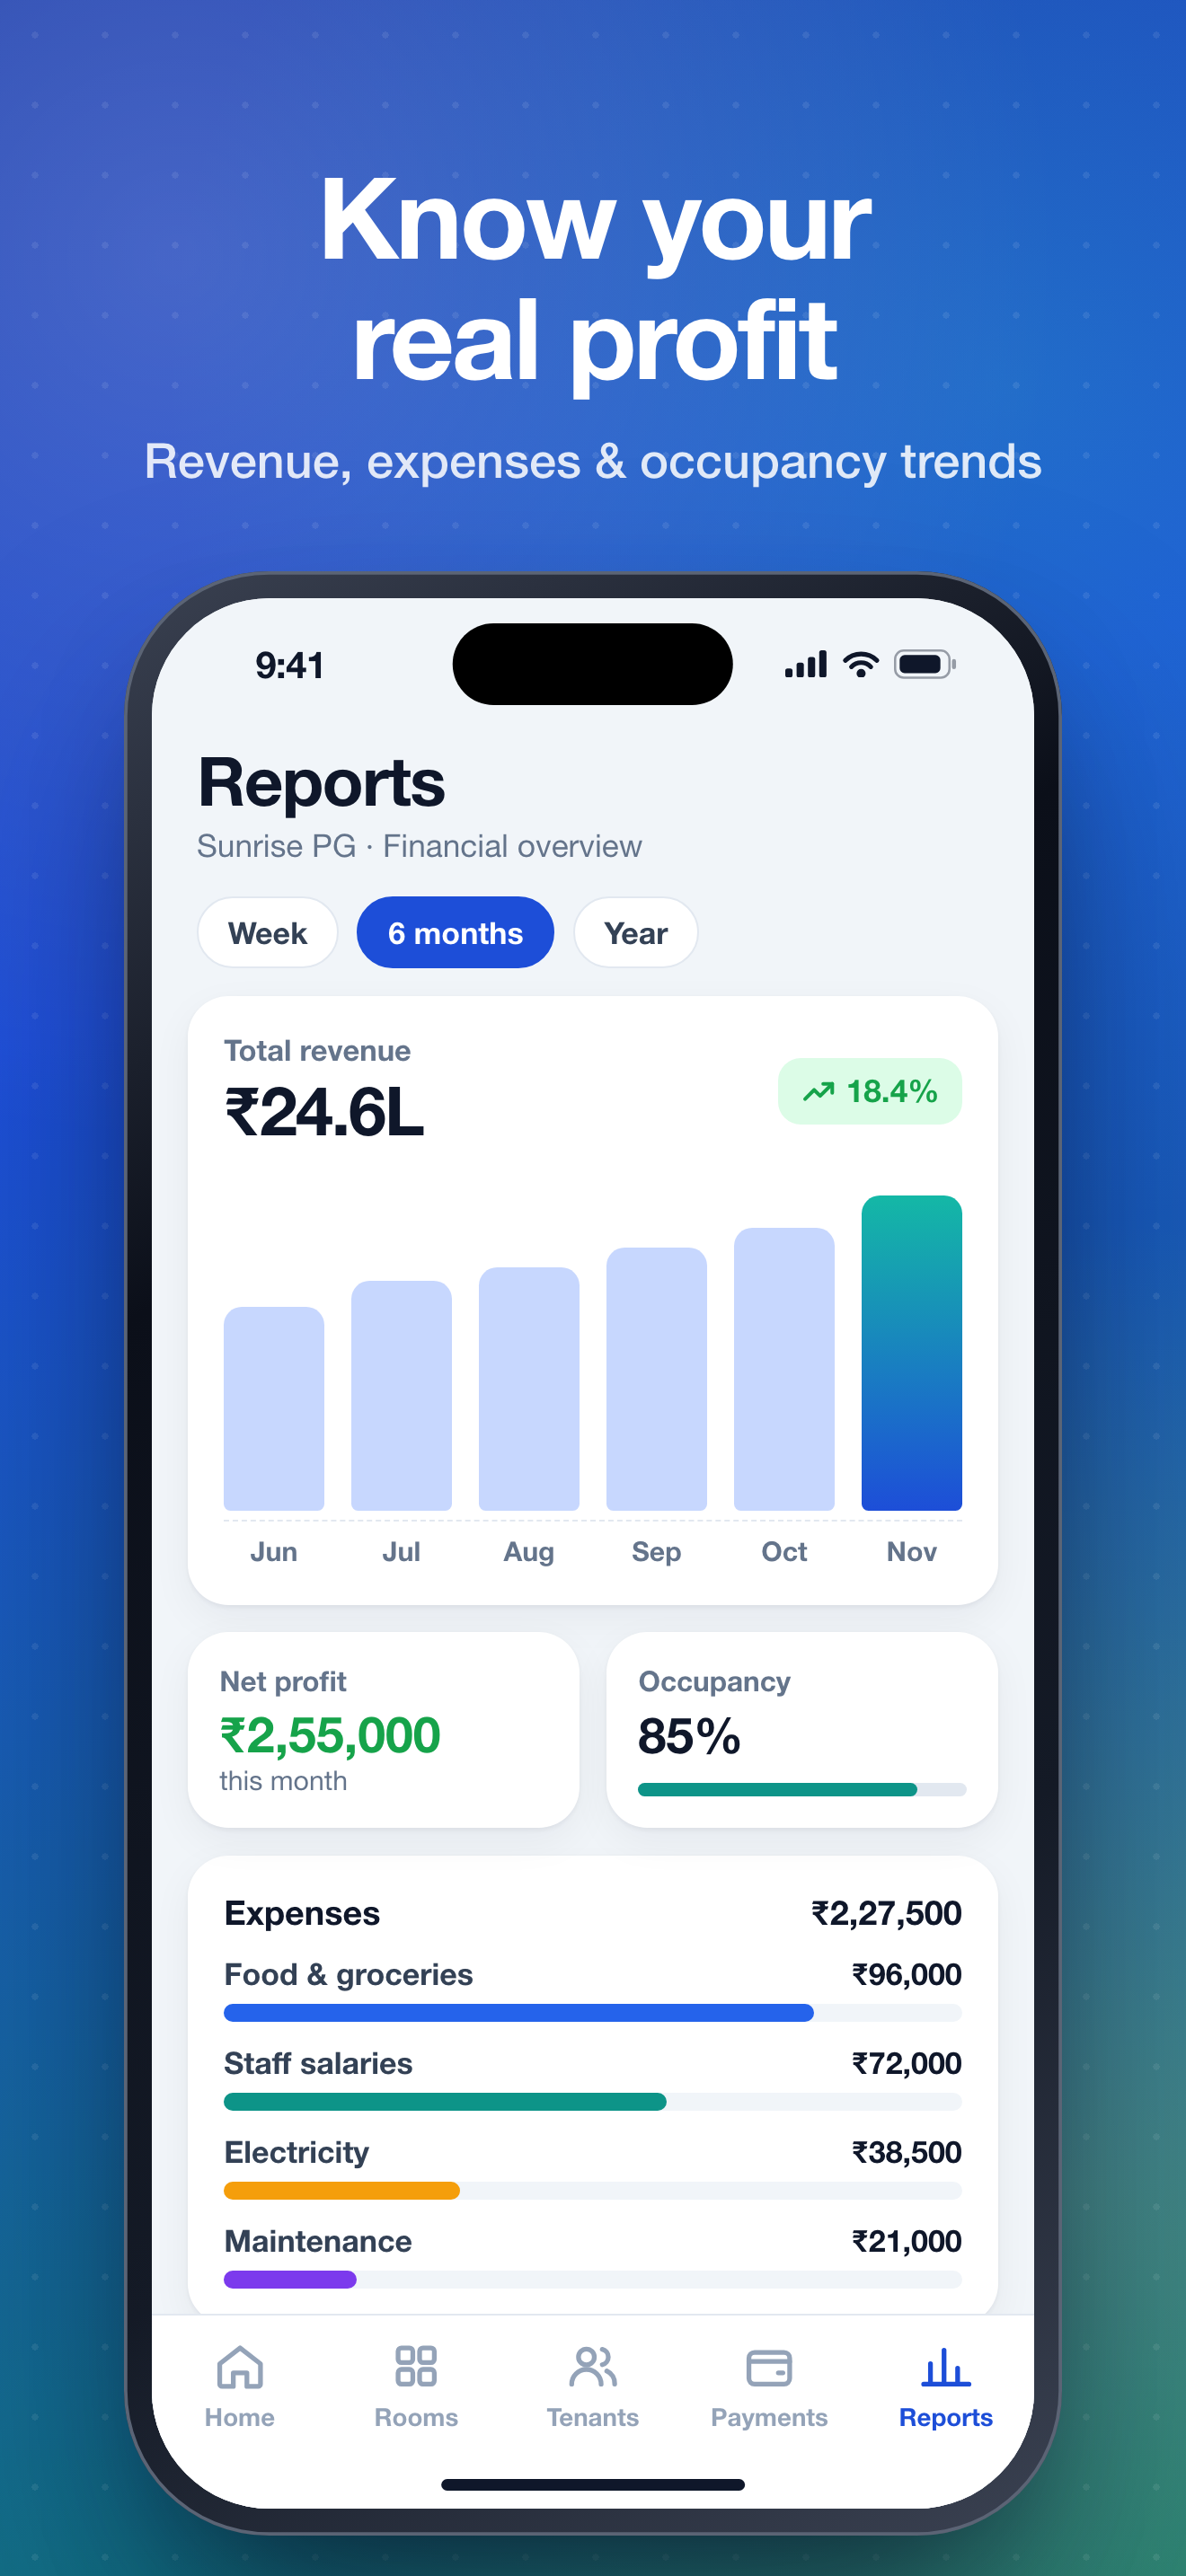 Know your
real profit
Revenue, expenses & occupancy trends
9:41
Reports
Sunrise PG · Financial overview
Week 6 months Year
Total revenue
₹24.6L
18.4%
Jun Jul Aug Sep Oct Nov
Net profit
₹2,55,000
this month
Occupancy
85%
Expenses ₹2,27,500
Food & groceries ₹96,000
Staff salaries ₹72,000
Electricity ₹38,500
Maintenance ₹21,000
Home Rooms Tenants Payments Reports